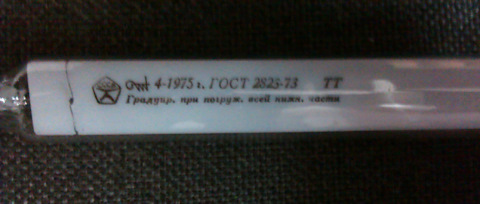 4-1975 г. ГОСТ 2823-73 ТТ
Градуир. при погруж. всей нижн. части